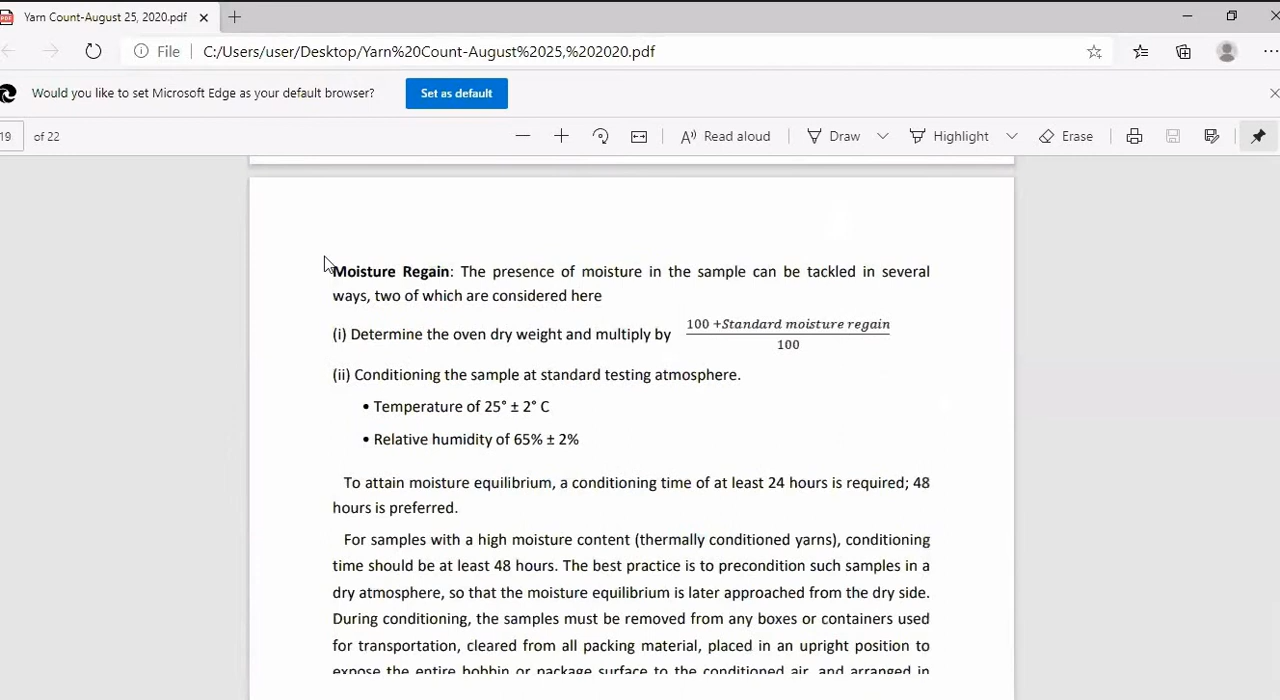 Yarn Count-August 25, 2020.pdf
File C:/Users/user/Desktop/Yarn%20Count-August%2025,%202020.pdf
Would you like to set Microsoft Edge as your default browser? Set as default
19 of 22 Read aloud Draw Highlight Erase
Moisture Regain: The presence of moisture in the sample can be tackled in several
ways, two of which are considered here
(i) Determine the oven dry weight and multiply by 100 +Standard moisture regain
100
(ii) Conditioning the sample at standard testing atmosphere.
• Temperature of 25° ± 2° C
• Relative humidity of 65% ± 2%
To attain moisture equilibrium, a conditioning time of at least 24 hours is required; 48
hours is preferred.
For samples with a high moisture content (thermally conditioned yarns), conditioning
time should be at least 48 hours. The best practice is to precondition such samples in a
dry atmosphere, so that the moisture equilibrium is later approached from the dry side.
During conditioning, the samples must be removed from any boxes or containers used
for transportation, cleared from all packing material, placed in an upright position to
expose the entire bobbin or package surface to the conditioned air, and arranged in